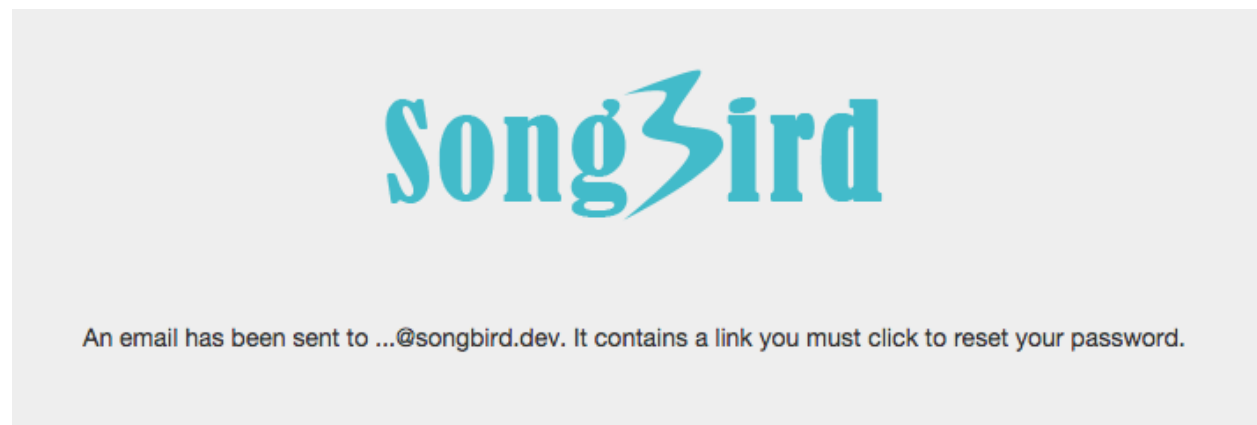 SongBird
An email has been sent to ...@songbird.dev. It contains a link you must click to reset your password.